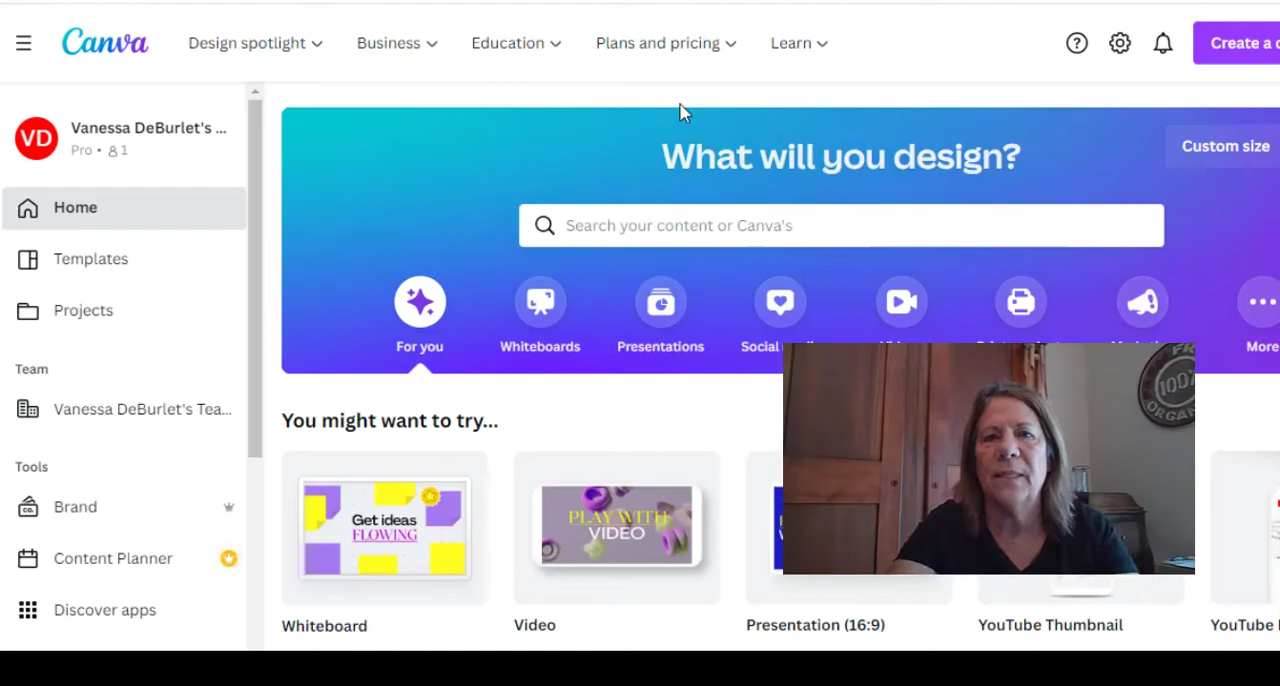 Canva
Design spotlight
Business
Education
Plans and pricing
Learn
Create a
VD
Vanessa DeBurlet's ...
Pro • 1
Home
Templates
Projects
Team
Vanessa DeBurlet's Tea...
Tools
Brand
Content Planner
Discover apps
What will you design?
Custom size
Search your content or Canva's
For you
Whiteboards
Presentations
Social
More
You might want to try...
Get ideas
FLOWING
PLAY WITH
VIDEO
100%
ORGA
Whiteboard
Video
Presentation (16:9)
YouTube Thumbnail
YouTube